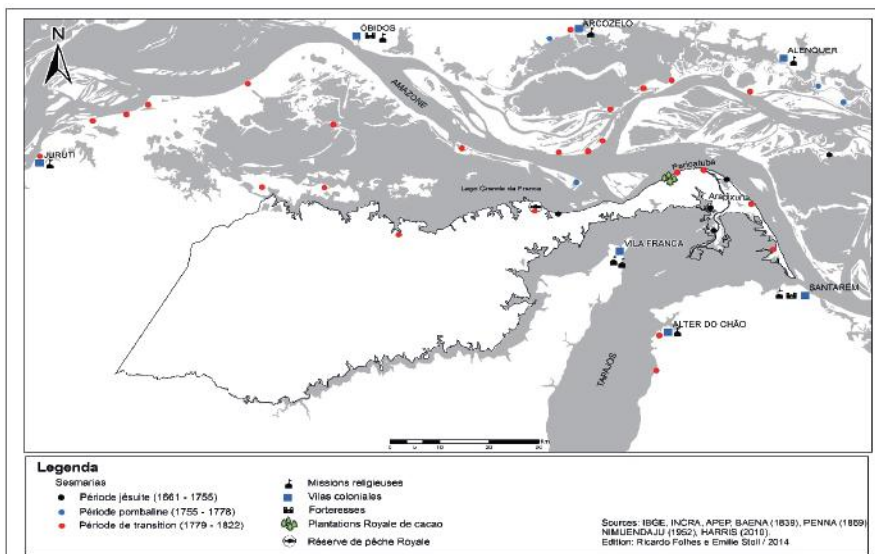 N
ÓBIDOS
ARCOZELO
ALENQUER
AMAZONE
JURUTI
Paricatuba
Lago Grande da Franca
Arapixuna
VILA FRANCA
SANTARÉM
ALTER DO CHÃO
TAPAJÓS
Legenda
Sesmarias
Période jésuite (1661 - 1755)
Période pombaline (1755 - 1778)
Période de transition (1779 - 1822)
Missions religieuses
Vilas coloniales
Forteresses
Plantations Royale de cacao
Réserve de pêche Royale
Sources: IBGE, INCRA, APEP, BAENA (1839), PENNA (1869)
NIMUENDAJU (1952), HARRIS (2010).
Edition: Ricardo Folhes e Emilie Stoll / 2014